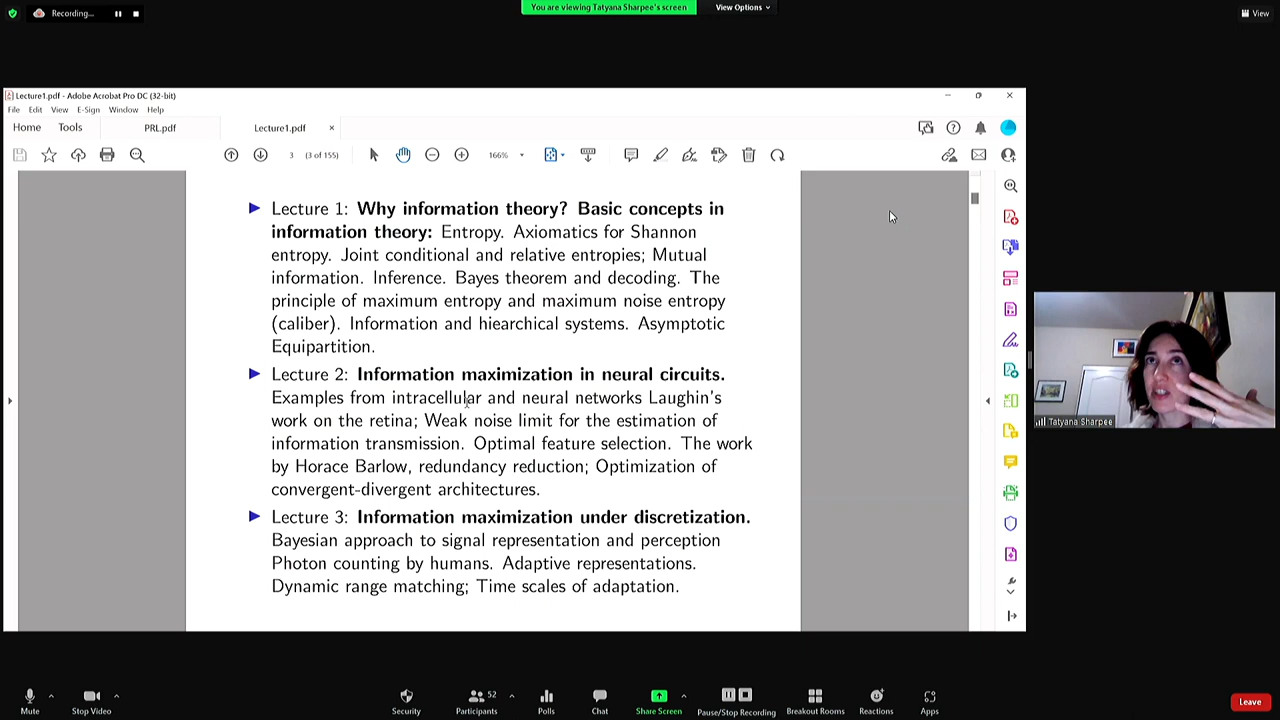 Recording...
You are viewing Tatyana Sharpee's screen
View Options
View
Lecture1.pdf - Adobe Acrobat Pro DC (32-bit)
File Edit View E-Sign Window Help
Home Tools PRL.pdf Lecture1.pdf ×
3 (3 of 155) 166%
Lecture 1: Why information theory? Basic concepts in
information theory: Entropy. Axiomatics for Shannon
entropy. Joint conditional and relative entropies; Mutual
information. Inference. Bayes theorem and decoding. The
principle of maximum entropy and maximum noise entropy
(caliber). Information and hiearchical systems. Asymptotic
Equipartition.
Lecture 2: Information maximization in neural circuits.
Examples from intracellular and neural networks Laughin's
work on the retina; Weak noise limit for the estimation of
information transmission. Optimal feature selection. The work
by Horace Barlow, redundancy reduction; Optimization of
convergent-divergent architectures.
Lecture 3: Information maximization under discretization.
Bayesian approach to signal representation and perception
Photon counting by humans. Adaptive representations.
Dynamic range matching; Time scales of adaptation.
Tatyana Sharpee
52
Mute Stop Video Security Participants Polls Chat Share Screen Pause/Stop Recording Breakout Rooms Reactions Apps Leave